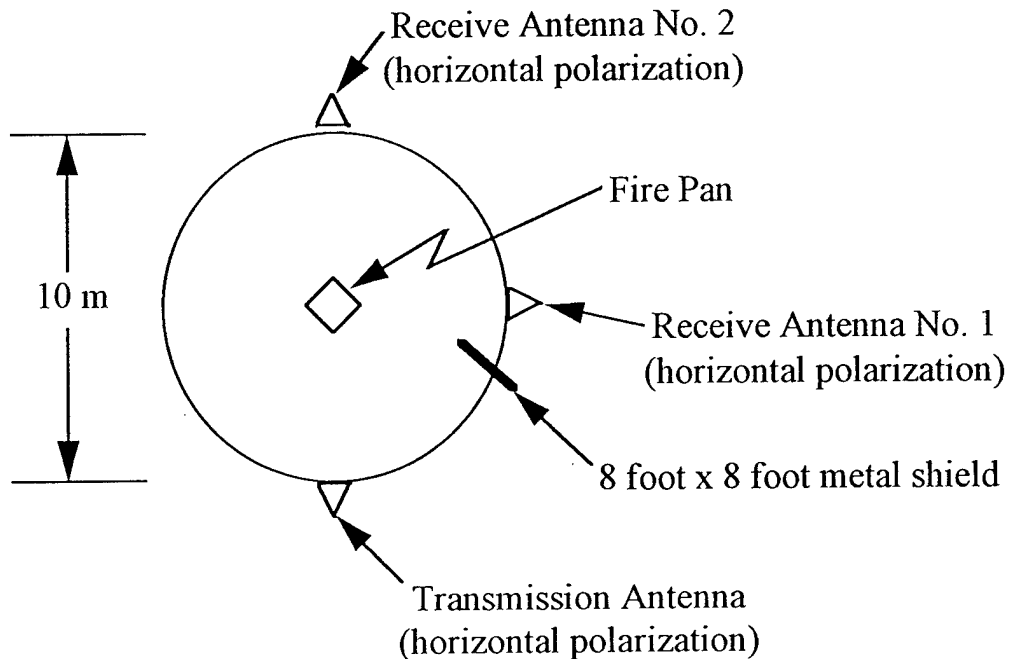 Receive Antenna No. 2
(horizontal polarization)
Fire Pan
10 m
Receive Antenna No. 1
(horizontal polarization)
8 foot x 8 foot metal shield
Transmission Antenna
(horizontal polarization)